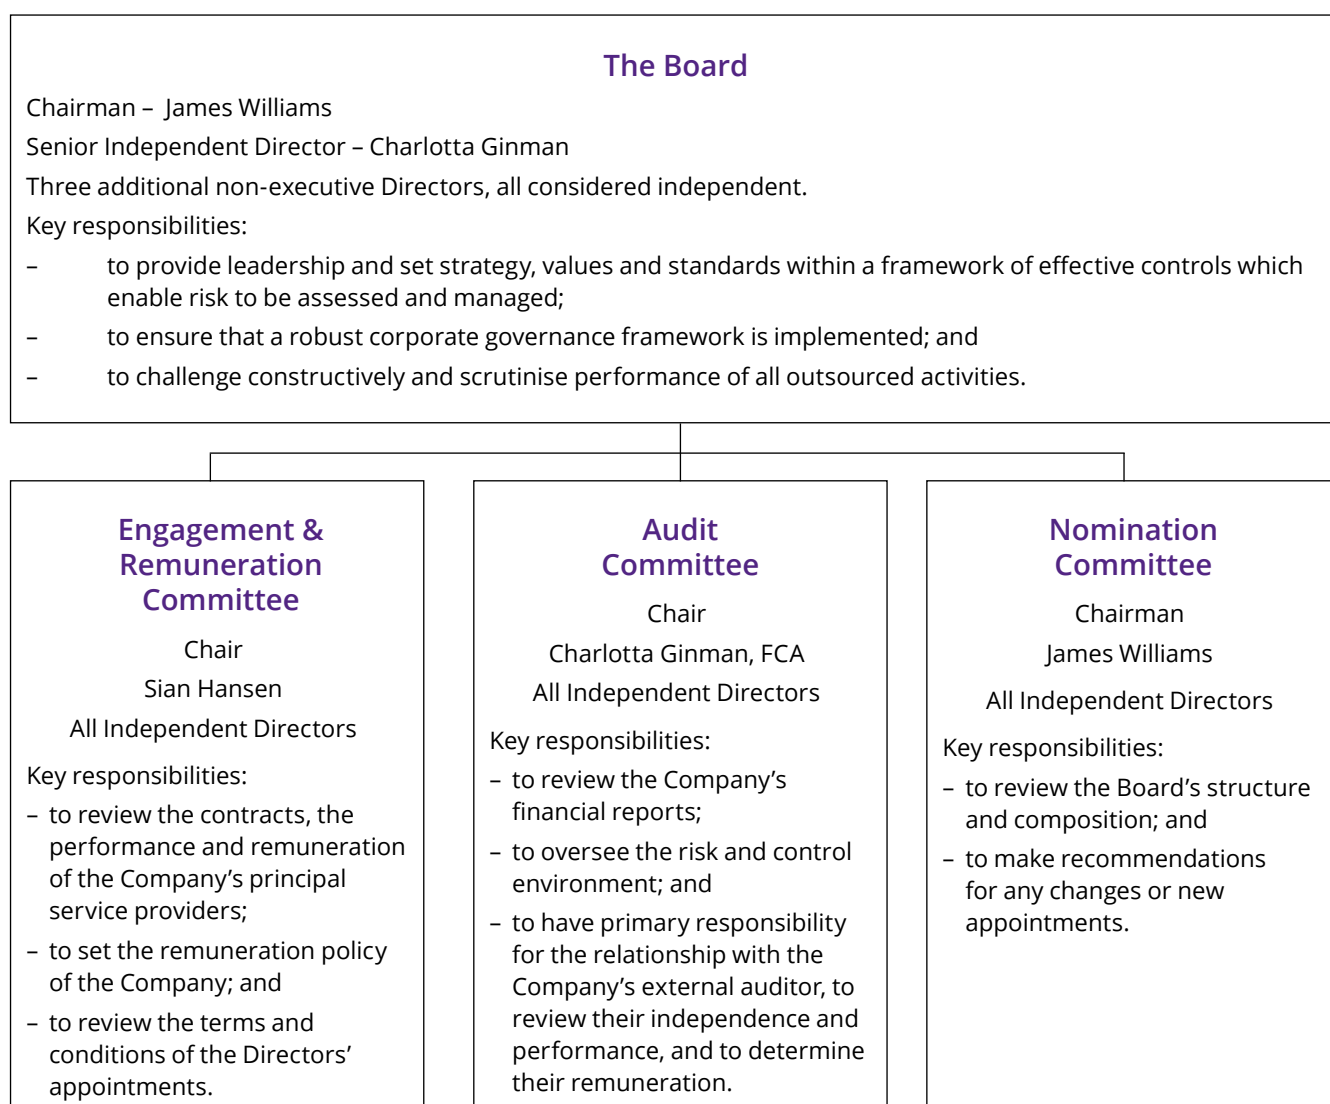 The Board
Chairman – James Williams
Senior Independent Director – Charlotta Ginman
Three additional non-executive Directors, all considered independent.
Key responsibilities:
– to provide leadership and set strategy, values and standards within a framework of effective controls which
enable risk to be assessed and managed;
– to ensure that a robust corporate governance framework is implemented; and
– to challenge constructively and scrutinise performance of all outsourced activities.
Engagement &
Remuneration
Committee
Chair
Sian Hansen
All Independent Directors
Key responsibilities:
– to review the contracts, the
performance and remuneration
of the Company’s principal
service providers;
– to set the remuneration policy
of the Company; and
– to review the terms and
conditions of the Directors’
appointments.
Audit
Committee
Chair
Charlotta Ginman, FCA
All Independent Directors
Key responsibilities:
– to review the Company’s
financial reports;
– to oversee the risk and control
environment; and
– to have primary responsibility
for the relationship with the
Company’s external auditor, to
review their independence and
performance, and to determine
their remuneration.
Nomination
Committee
Chairman
James Williams
All Independent Directors
Key responsibilities:
– to review the Board’s structure
and composition; and
– to make recommendations
for any changes or new
appointments.